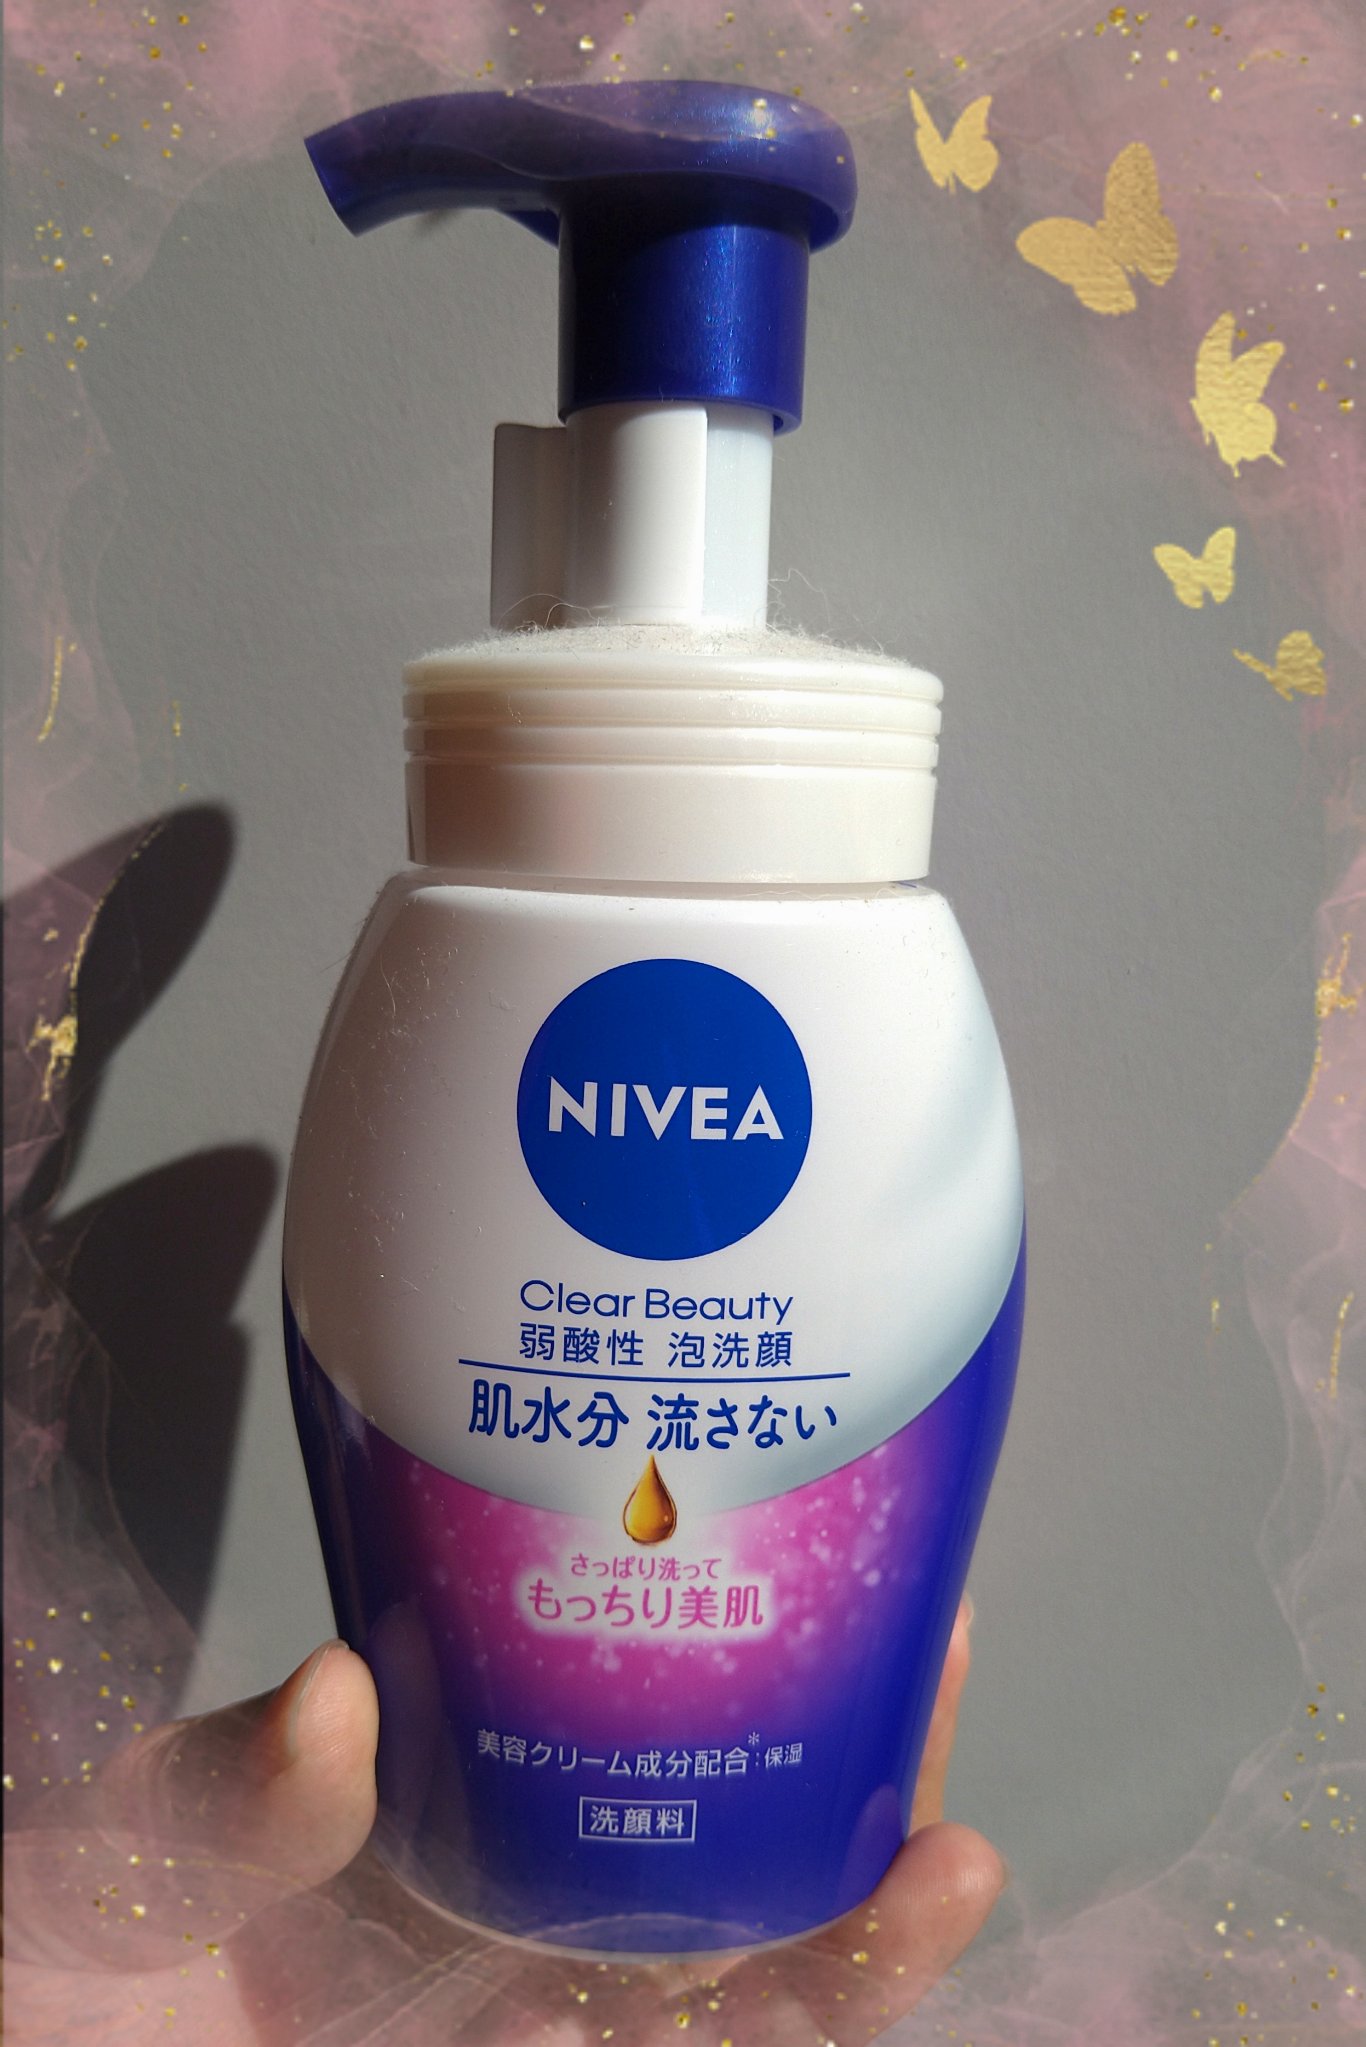 NIVEA
Clear Beauty
弱酸性 泡洗顔
肌水分 流さない
さっぱり洗って
もっちり美肌
美容クリーム成分配合*:保湿
洗顔料